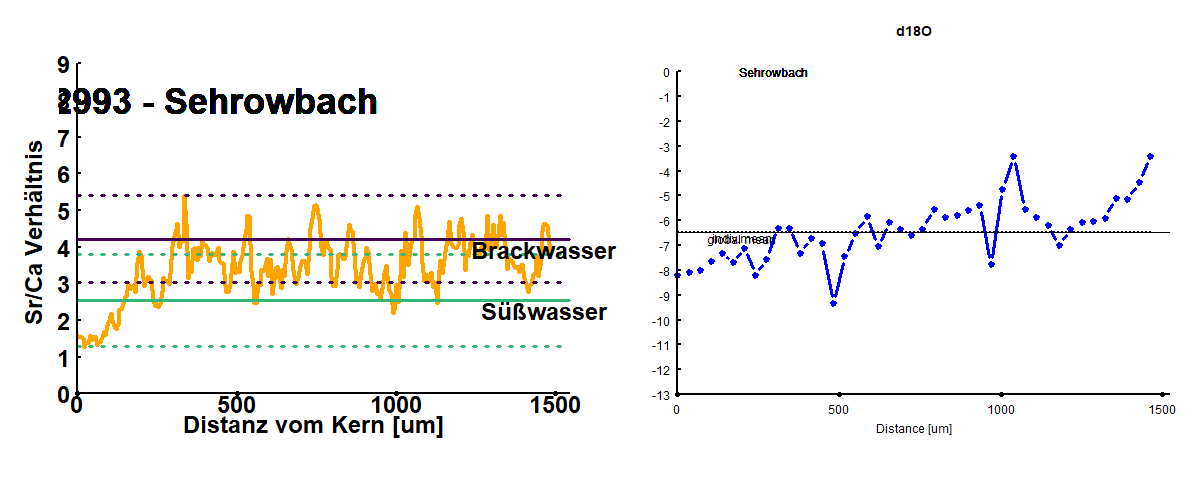 9
8
2993 - Sehrowbach
7
6
5
4
3
2
1
0
Sr/Ca Verhältnis
Brackwasser
Süßwasser
0 500 1000 1500
Distanz vom Kern [um]
d18O
Sehrowbach
0
-1
-2
-3
-4
-5
-6
-7
-8
-9
-10
-11
-12
-13
0 500 1000 1500
Distance [um]